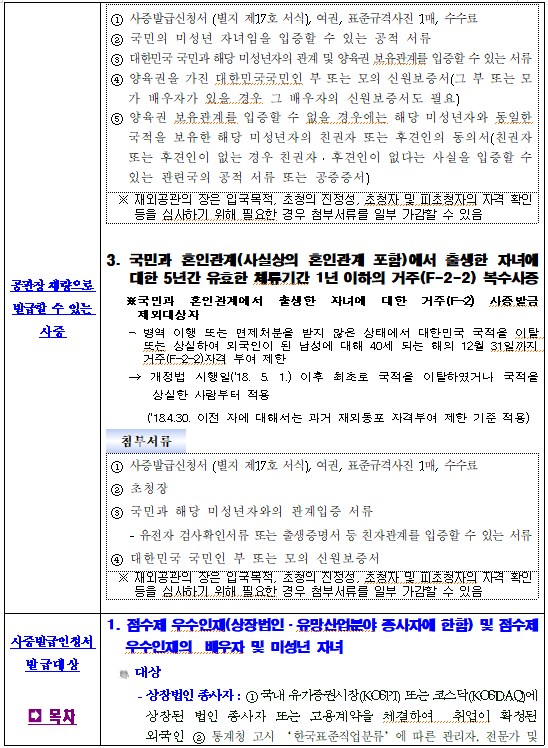 ① 사증발급신청서 (별지 제17호 서식), 여권, 표준규격사진 1매, 수수료
② 국민의 미성년 자녀임을 입증할 수 있는 공적 서류
③ 대한민국 국민과 해당 미성년자의 관계 및 양육권 보유관계를 입증할 수 있는 서류
④ 양육권을 가진 대한민국국민인 부 또는 모의 신원보증서(그 부 또는 모
가 배우자가 있을 경우 그 배우자의 신원보증서도 필요)
⑤ 양육권 보유관계를 입증할 수 없을 경우에는 해당 미성년자와 동일한
국적을 보유한 해당 미성년자의 친권자 또는 후견인의 동의서(친권자
또는 후견인이 없는 경우 친권자·후견인이 없다는 사실을 입증할 수
있는 관련국의 공적 서류 또는 공증증서)
※ 재외공관의 장은 입국목적, 초청의 진정성, 초청자 및 피초청자의 자격 확인
등을 심사하기 위해 필요한 경우 첨부서류를 일부 가감할 수 있음
공관장 재량으로
발급할 수 있는
사증
3. 국민과 혼인관계(사실상의 혼인관계 포함)에서 출생한 자녀에
대한 5년간 유효한 체류기간 1년 이하의 거주(F-2-2) 복수사증
※국민과 혼인관계에서 출생한 자녀에 대한 거주(F-2) 사증발급
제외대상자
- 병역 이행 또는 면제처분을 받지 않은 상태에서 대한민국 국적을 이탈
또는 상실하여 외국인이 된 남성에 대해 40세 되는 해의 12월 31일까지
거주(F-2-2)자격 부여 제한
→ 개정법 시행일('18. 5. 1.) 이후 최초로 국적을 이탈하였거나 국적을
상실한 사람부터 적용
('18.4.30. 이전 자에 대해서는 과거 재외동포 자격부여 제한 기준 적용)
첨부서류
① 사증발급신청서 (별지 제17호 서식), 여권, 표준규격사진 1매, 수수료
② 초청장
③ 국민과 해당 미성년자와의 관계입증 서류
- 유전자 검사확인서류 또는 출생증명서 등 친자관계를 입증할 수 있는 서류
④ 대한민국 국민인 부 또는 모의 신원보증서
※ 재외공관의 장은 입국목적, 초청의 진정성, 초청자 및 피초청자의 자격 확인
등을 심사하기 위해 필요한 경우 첨부서류를 일부 가감할 수 있음
사증발급인정서
발급대상
목차
1. 점수제 우수인재(상장법인·유망산업분야 종사자에 한함) 및 점수제
우수인재의 배우자 및 미성년 자녀
대상
- 상장법인 종사자 : ①국내 유가증권시장(KOSPI) 또는 코스닥(KOSDAQ)에
상장된 법인 종사자 또는 고용계약을 체결하여 취업이 확정된
외국인 ② 통계청 고시 '한국표준직업분류'에 따른 관리자, 전문가 및